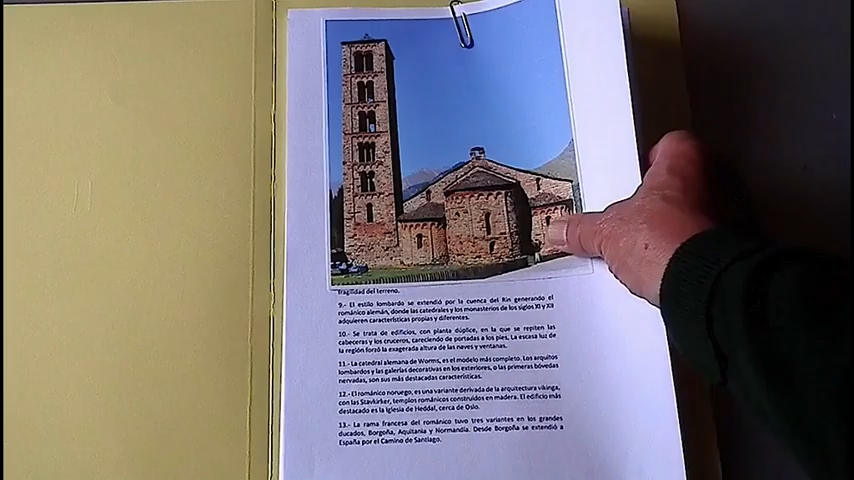 fragilidad del terreno.
9.- El estilo lombardo se extendió por la cuenca del Rin generando el
románico alemán, donde las catedrales y los monasterios de los siglos XI y XII
adquieren características propias y diferentes.
10.- Se trata de edificios, con planta dúplice, en la que se repiten las
cabeceras y los cruceros, careciendo de portadas a los pies. La escasa luz de
la región forzó la exagerada altura de las naves y ventanas.
11.- La catedral alemana de Worms, es el modelo más completo. Los arquitos
lombardos y las galerías decorativas en los exteriores, o las primeras bóvedas
nervadas, son sus más destacadas características.
12.- El románico noruego, es una variante derivada de la arquitectura vikinga,
con las Stavkirker, templos románicos construidos en madera. El edificio más
destacado es la Iglesia de Heddal, cerca de Oslo.
13.- La rama francesa del románico tuvo tres variantes en los grandes
ducados, Borgoña, Aquitania y Normandía. Desde Borgoña se extendió a
España por el Camino de Santiago.